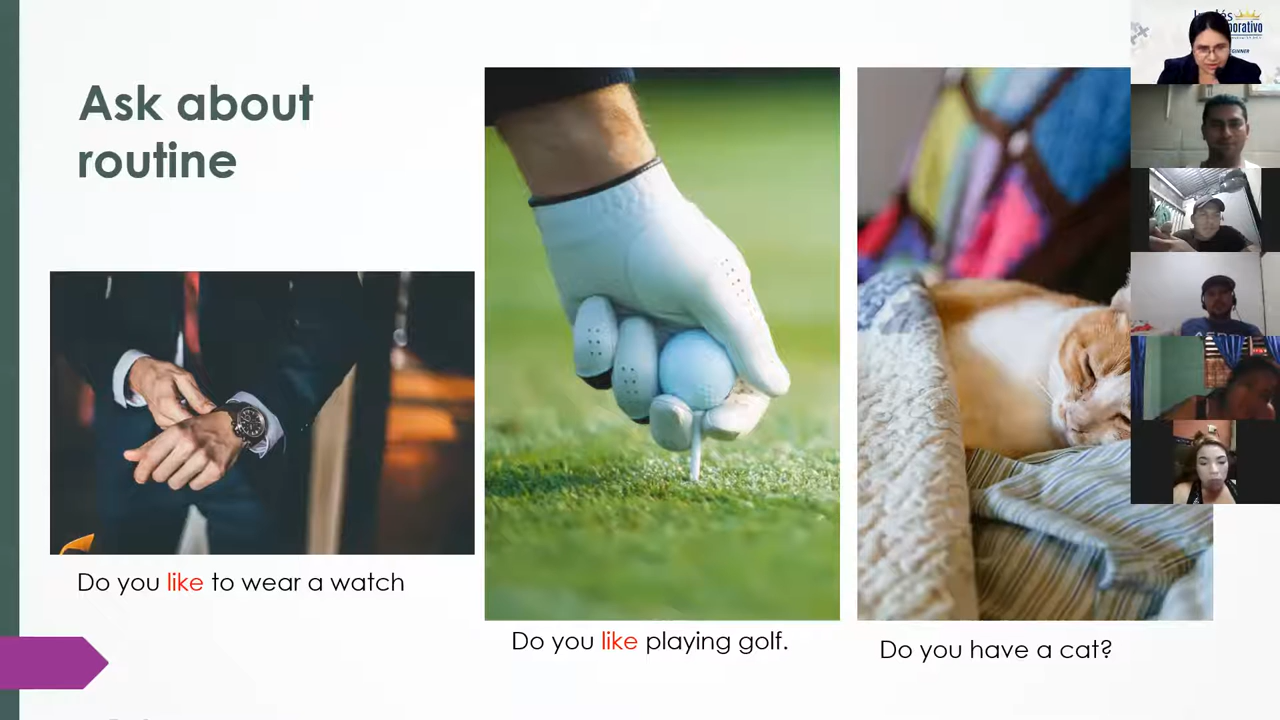 Ask about
routine
Do you like to wear a watch
Do you like playing golf.
Do you have a cat?